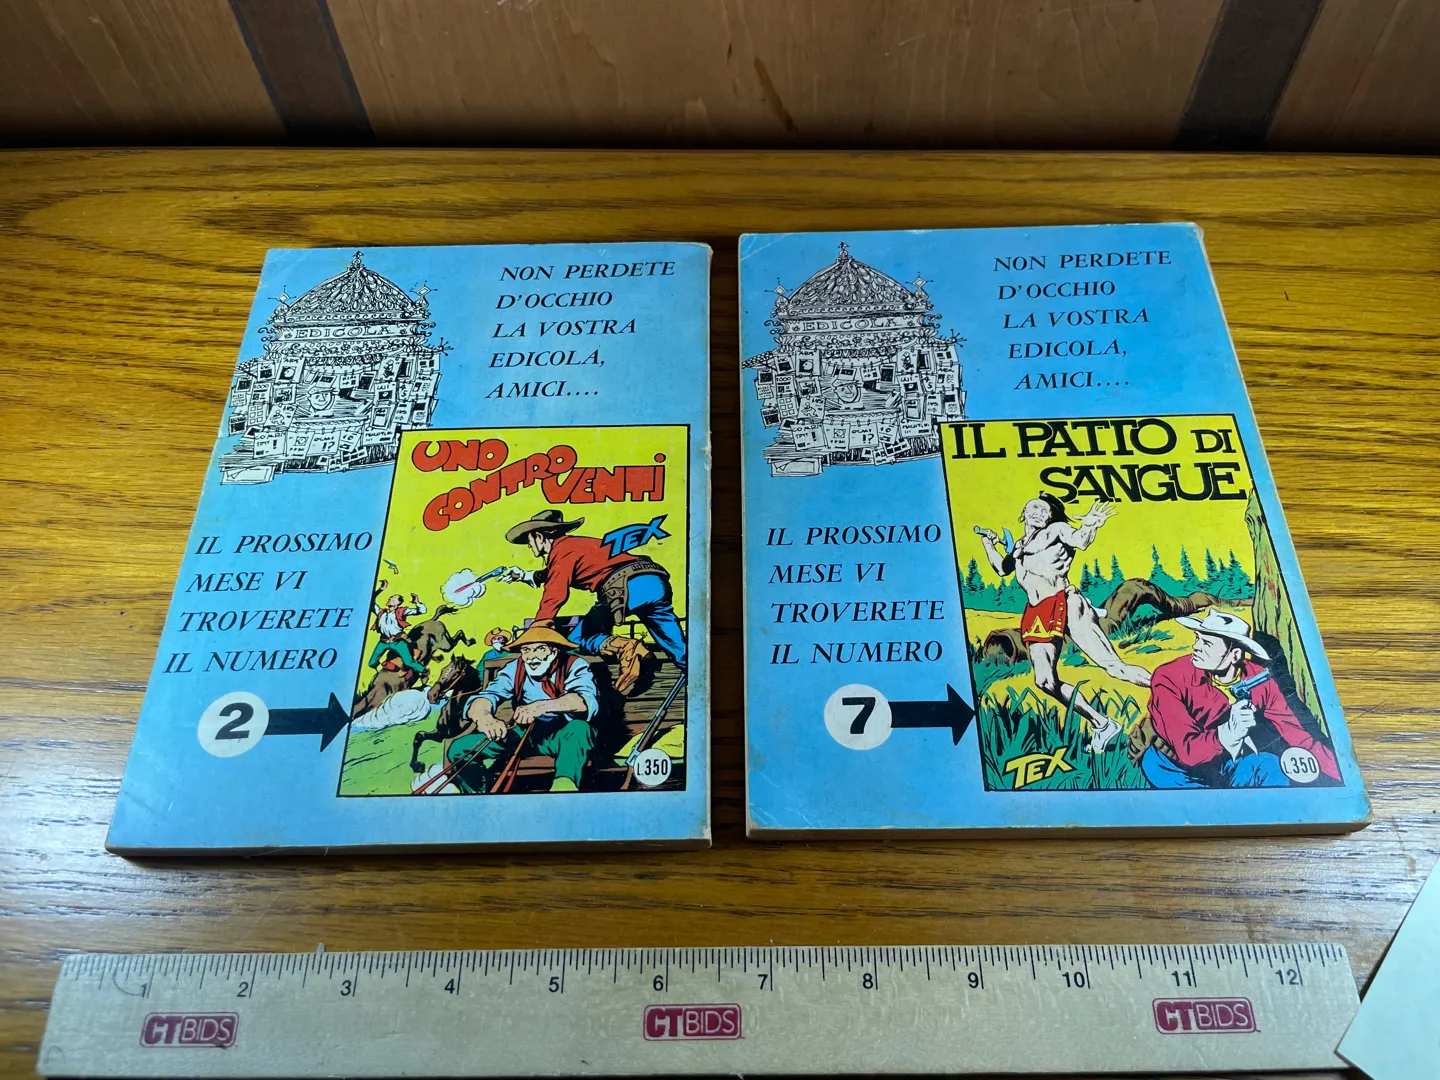 EDICOLA
NON PERDETE
D'OCCHIO
LA VOSTRA
EDICOLA,
AMICI....
UNO
CONTRO
VENTI
TEX
IL PROSSIMO
MESE VI
TROVERETE
IL NUMERO
2
L.350
EDICOLA
NON PERDETE
D'OCCHIO
LA VOSTRA
EDICOLA,
AMICI....
IL PATTO DI
SANGUE
IL PROSSIMO
MESE VI
TROVERETE
IL NUMERO
7
TEX
L.350
1 2 3 4 5 6 7 8 9 10 11 12
CTBIDS CTBIDS CTBIDS